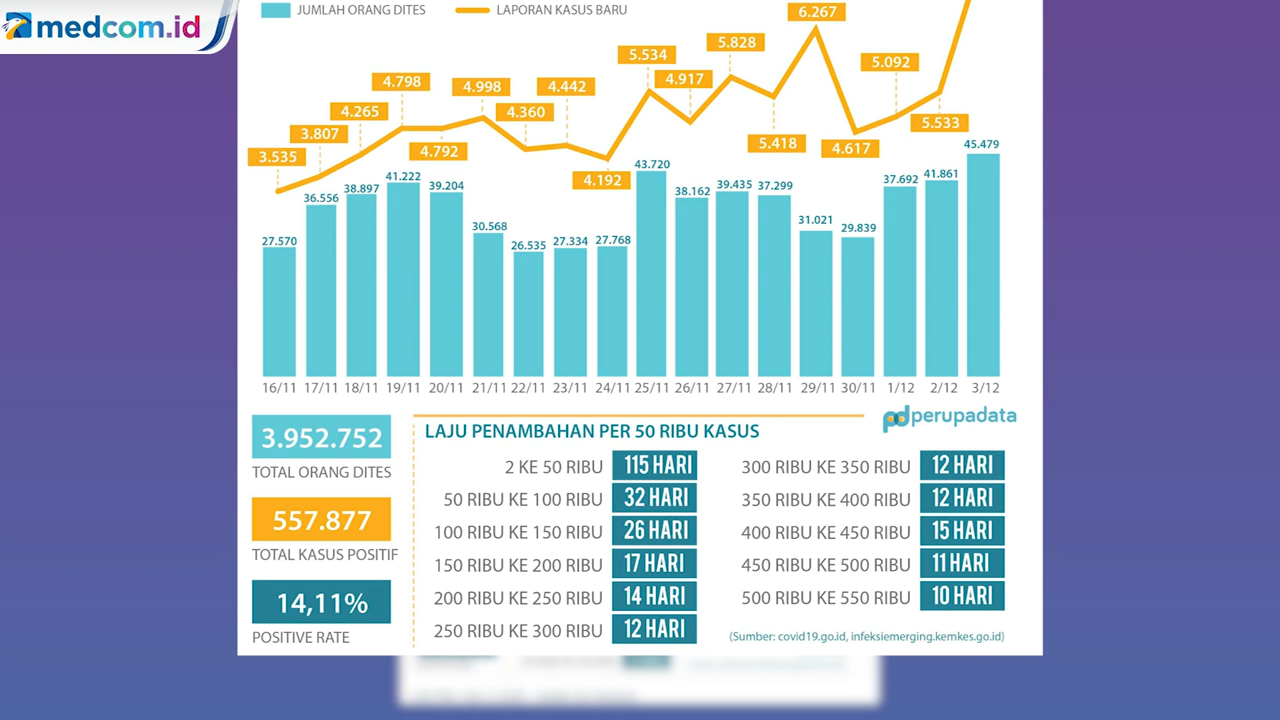 medcom.id
JUMLAH ORANG DITES
LAPORAN KASUS BARU
3.535
3.807
4.265
4.798
4.792
4.998
4.360
4.442
4.192
5.534
4.917
5.828
5.418
6.267
4.617
5.092
5.533
27.570
36.556
38.897
41.222
39.204
30.568
26.535
27.334
27.768
43.720
38.162
39.435
37.299
31.021
29.839
37.692
41.861
45.479
16/11 17/11 18/11 19/11 20/11 21/11 22/11 23/11 24/11 25/11 26/11 27/11 28/11 29/11 30/11 1/12 2/12 3/12
3.952.752
TOTAL ORANG DITES
557.877
TOTAL KASUS POSITIF
14,11%
POSITIVE RATE
perupadata
LAJU PENAMBAHAN PER 50 RIBU KASUS
2 KE 50 RIBU 115 HARI
50 RIBU KE 100 RIBU 32 HARI
100 RIBU KE 150 RIBU 26 HARI
150 RIBU KE 200 RIBU 17 HARI
200 RIBU KE 250 RIBU 14 HARI
250 RIBU KE 300 RIBU 12 HARI
300 RIBU KE 350 RIBU 12 HARI
350 RIBU KE 400 RIBU 12 HARI
400 RIBU KE 450 RIBU 15 HARI
450 RIBU KE 500 RIBU 11 HARI
500 RIBU KE 550 RIBU 10 HARI
(Sumber: covid19.go.id, infeksiemerging.kemkes.go.id)